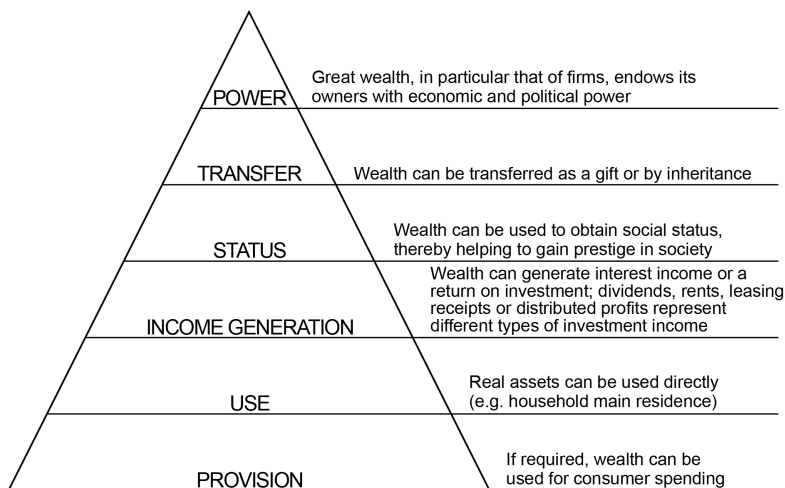 Great wealth, in particular that of firms, endows its
owners with economic and political power
POWER
TRANSFER
Wealth can be transferred as a gift or by inheritance
Wealth can be used to obtain social status,
thereby helping to gain prestige in society
STATUS
Wealth can generate interest income or a
return on investment; dividends, rents, leasing
receipts or distributed profits represent
different types of investment income
INCOME GENERATION
Real assets can be used directly
(e.g. household main residence)
USE
If required, wealth can be
used for consumer spending
PROVISION